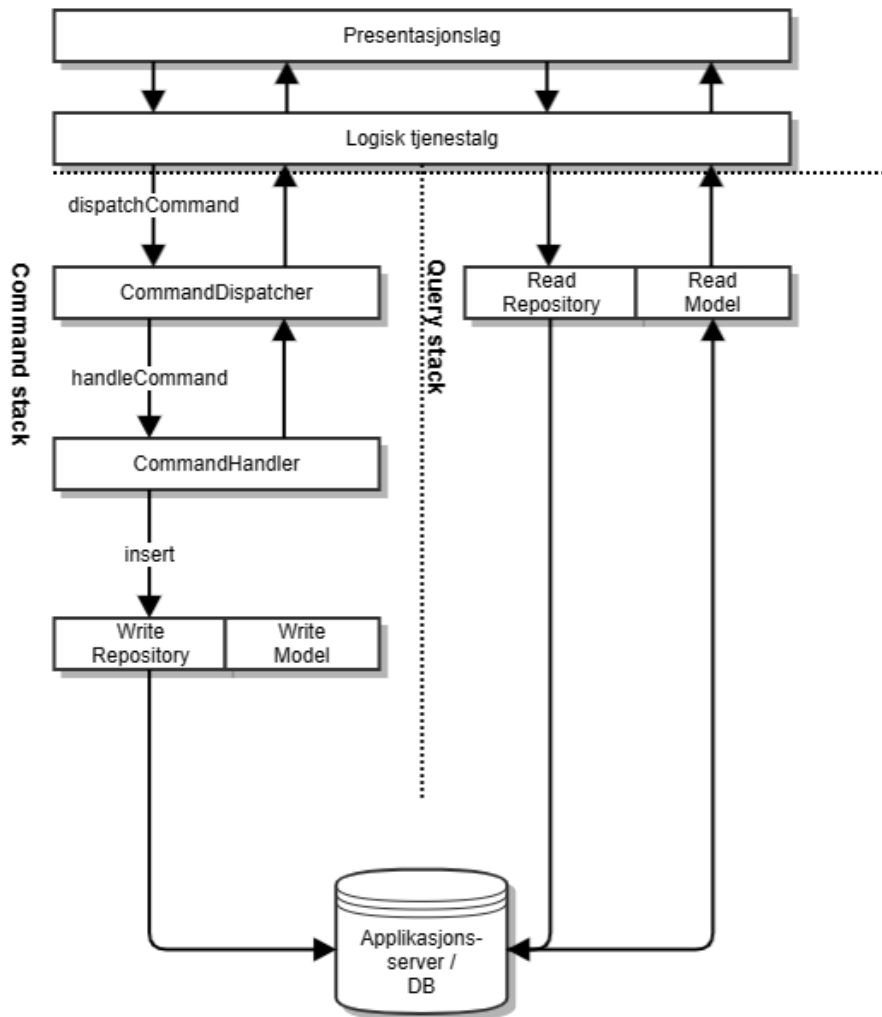 Presentasjonslag
Logisk tjenestalg
dispatchCommand
Command stack
CommandDispatcher
Query stack
Read
Repository
Read
Model
handleCommand
CommandHandler
insert
Write
Repository
Write
Model
Applikasjons-
server /
DB